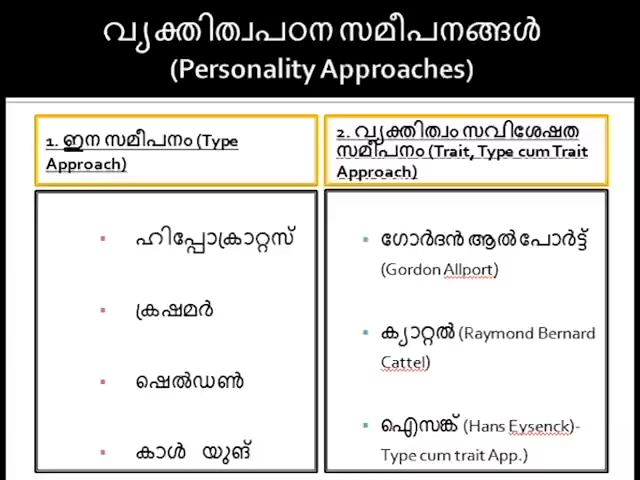 വ്യക്തിത്വപഠന സമീപനങ്ങൾ
(Personality Approaches)
1. ഇന സമീപനം (Type
Approach)
ഹിപ്പോക്രാറ്റസ്
ക്രഷമർ
ഷെൽഡൺ
കാൾ യുങ്
2. വ്യക്തിത്വം സവിശേഷത
സമീപനം (Trait, Type cum Trait
Approach)
ഗോർദൻ ആൽപോർട്ട്
(Gordon Allport)
ക്യാറ്റൽ (Raymond Bernard
Cattel)
ഐസങ്ക് (Hans Eysenck)-
Type cum trait App.)